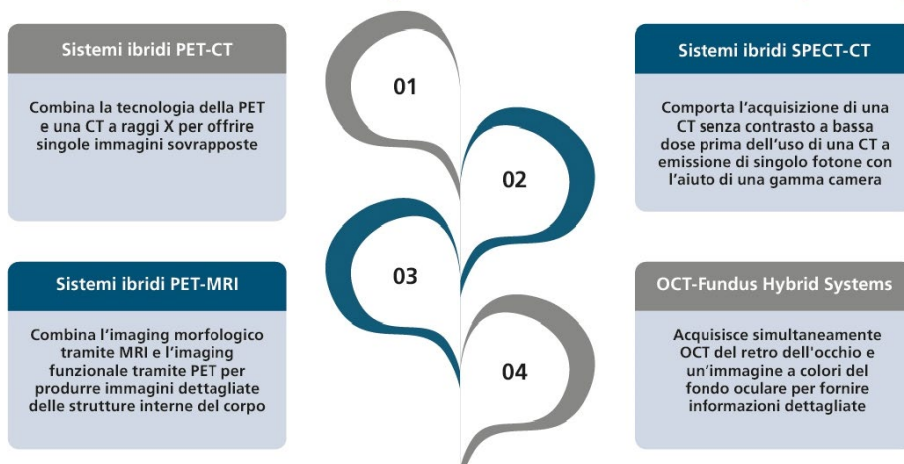 Sistemi ibridi PET-CT
Combina la tecnologia della PET
e una CT a raggi X per offrire
singole immagini sovrapposte
01
Sistemi ibridi SPECT-CT
Comporta l'acquisizione di una
CT senza contrasto a bassa
dose prima dell'uso di una CT a
emissione di singolo fotone con
l'aiuto di una gamma camera
02
Sistemi ibridi PET-MRI
Combina l'imaging morfologico
tramite MRI e l'imaging
funzionale tramite PET per
produrre immagini dettagliate
delle strutture interne del corpo
03
OCT-Fundus Hybrid Systems
Acquisisce simultaneamente
OCT del retro dell'occhio e
un'immagine a colori del
fondo oculare per fornire
informazioni dettagliate
04